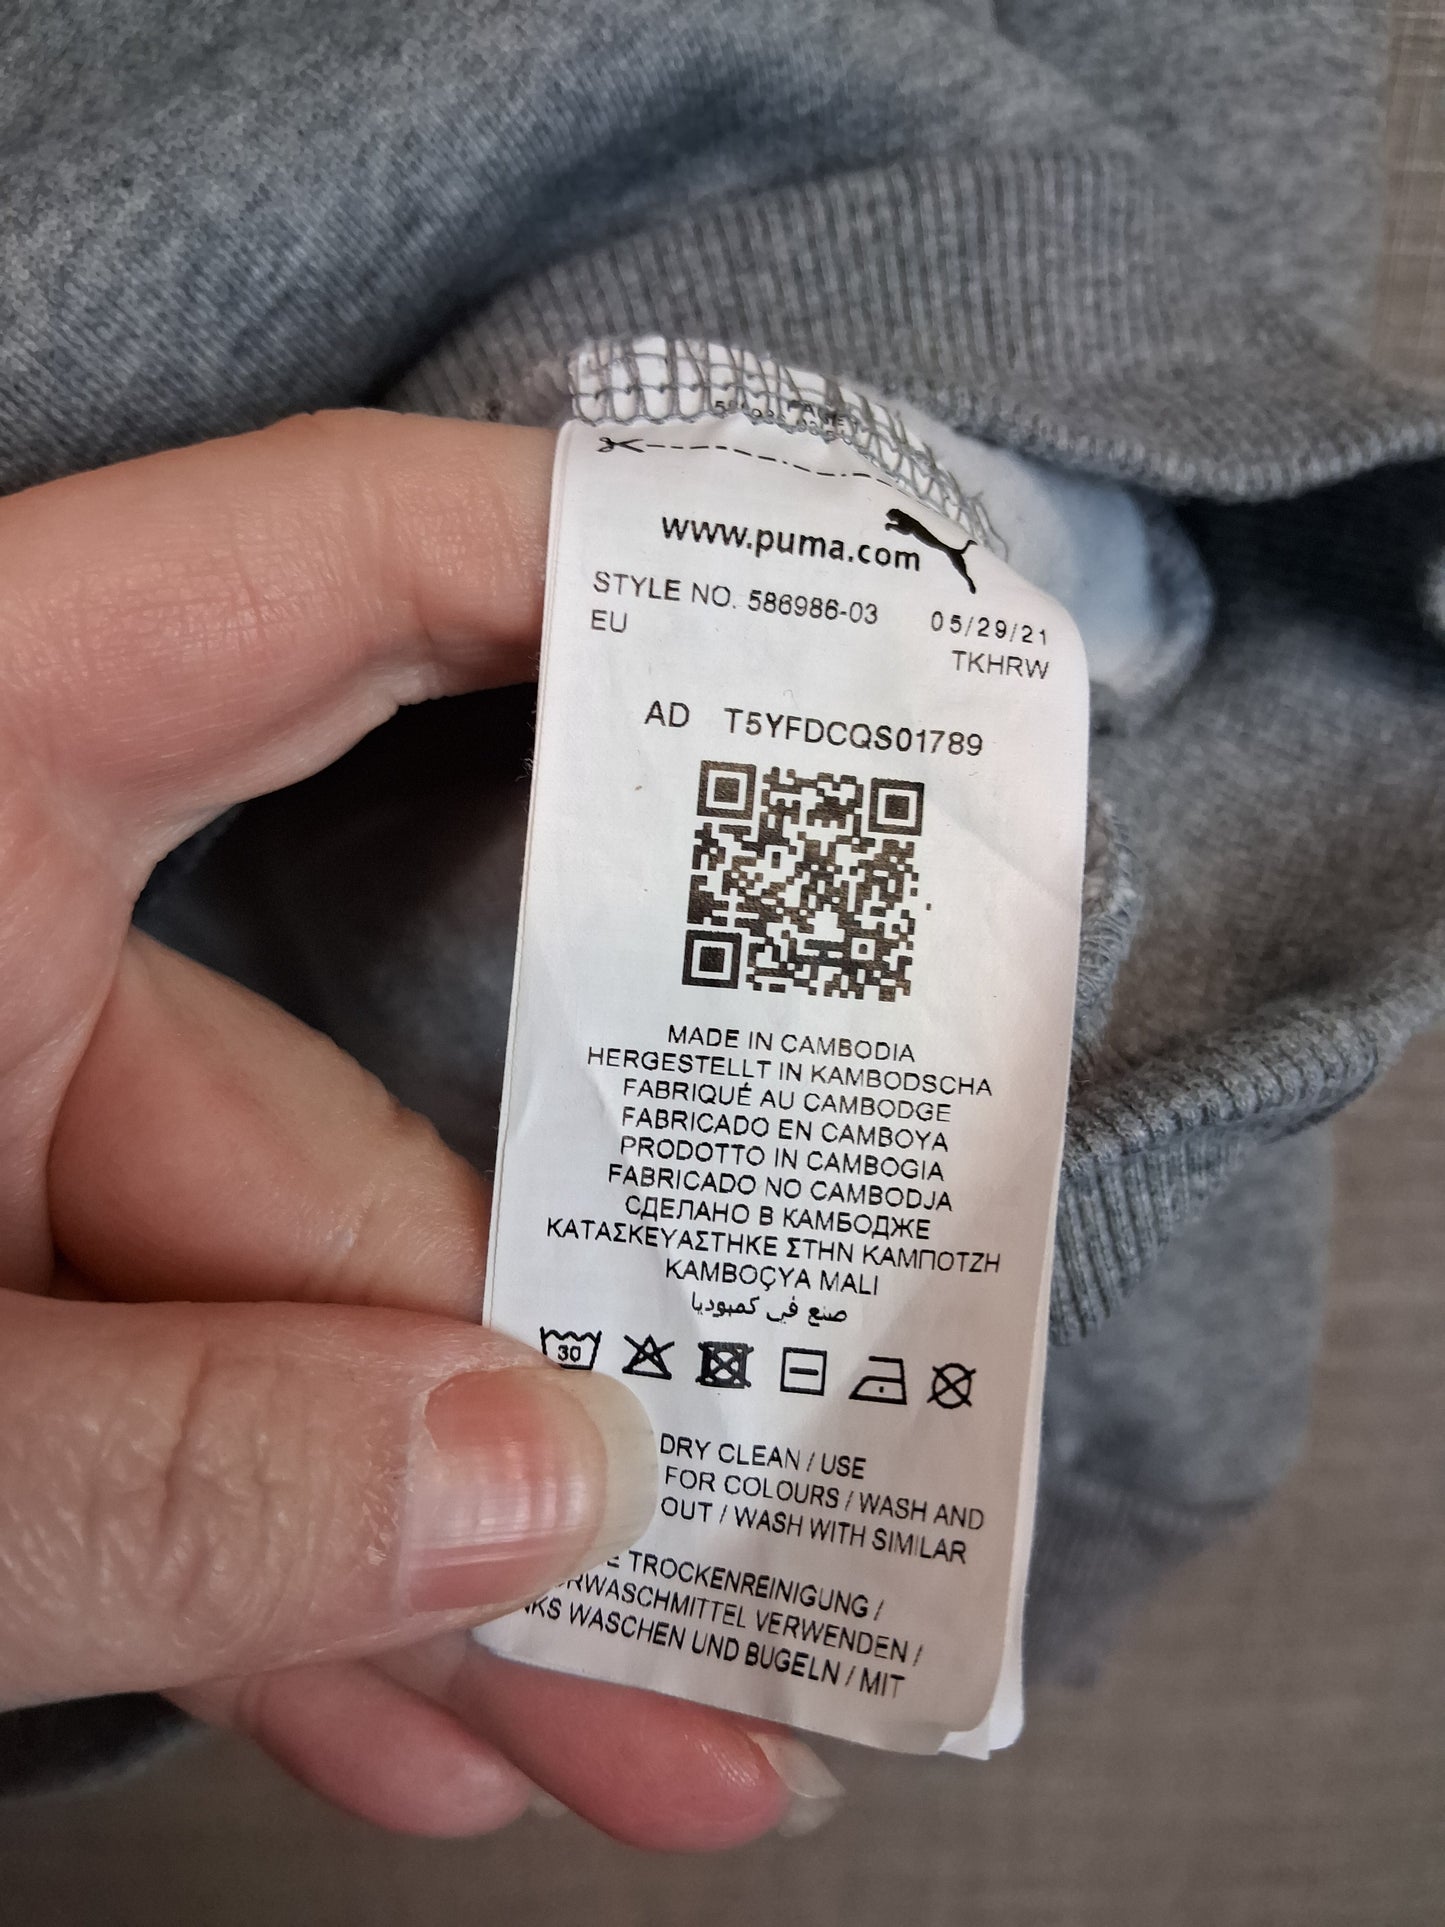 www.puma.com
STYLE NO. 586986-03 05/29/21
EU TKHRW
AD T5YFDCQS01789
MADE IN CAMBODIA
HERGESTELLT IN KAMBODSCHA
FABRIQUÉ AU CAMBODGE
FABRICADO EN CAMBOYA
PRODOTTO IN CAMBOGIA
FABRICADO NO CAMBODJA
СДЕЛАНО В КАМБОДЖЕ
ΚΑΤΑΣΚΕΥΑΣΤΗΚΕ ΣΤΗΝ ΚΑΜΠΟΤΖΗ
KAMBOÇYA MALI
صنع في كمبوديا
30
DRY CLEAN / USE
FOR COLOURS / WASH AND
OUT / WASH WITH SIMILAR
TROCKENREINIGUNG /
RWASCHMITTEL VERWENDEN /
NKS WASCHEN UND BUGELN / MIT